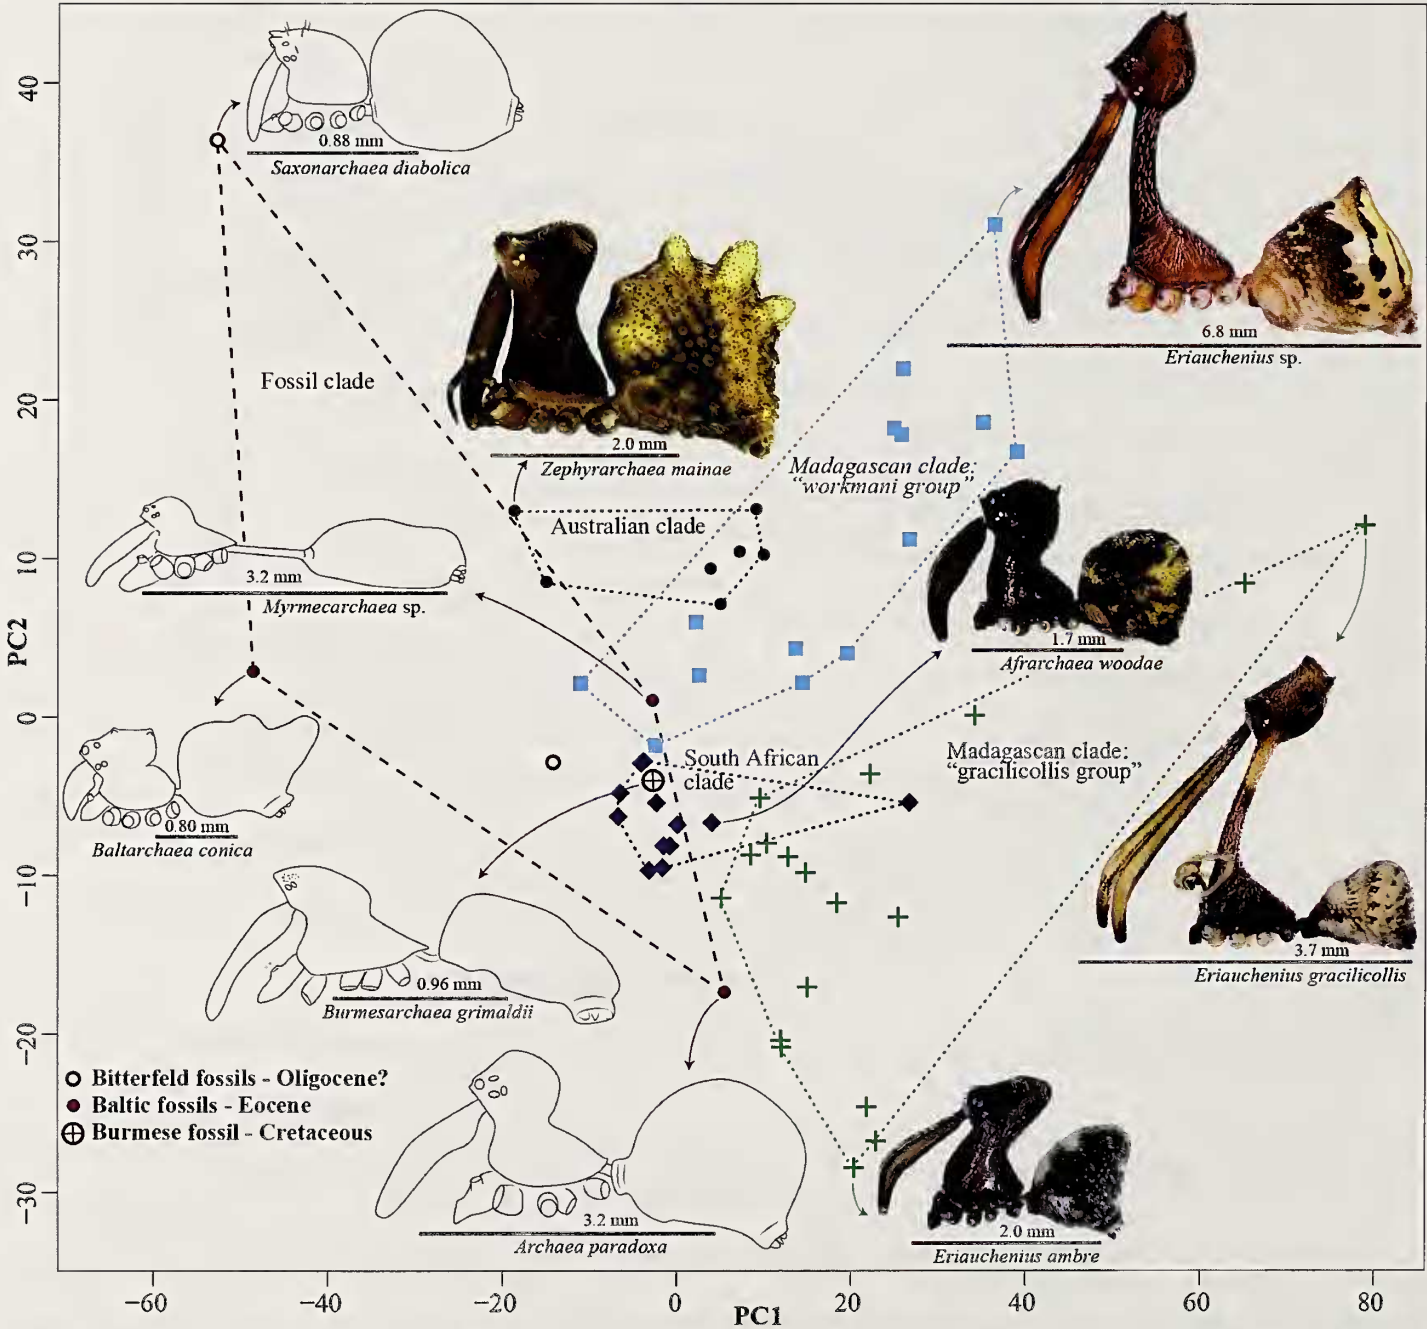 40
30
20
10
0
−10
−20
−30
PC2
0.88 mm
Saxonarchaea diabolica
6.8 mm
Eriauchenius sp.
Fossil clade
2.0 mm
Zephyrarchaea mainae
Madagascan clade:
"workmani group"
Australian clade
3.2 mm
Myrmecarchaea sp.
1.7 mm
Afrarchaea woodae
South African
clade
Madagascan clade:
"gracilicollis group"
0.80 mm
Baltarchaea conica
3.7 mm
Eriauchenius gracilicollis
0.96 mm
Burmesarchaea grimaldii
Bitterfeld fossils - Oligocene?
Baltic fossils - Eocene
Burmese fossil - Cretaceous
3.2 mm
Archaea paradoxa
2.0 mm
Eriauchenius ambre
−60
−40
−20
0
20
40
60
80
PC1